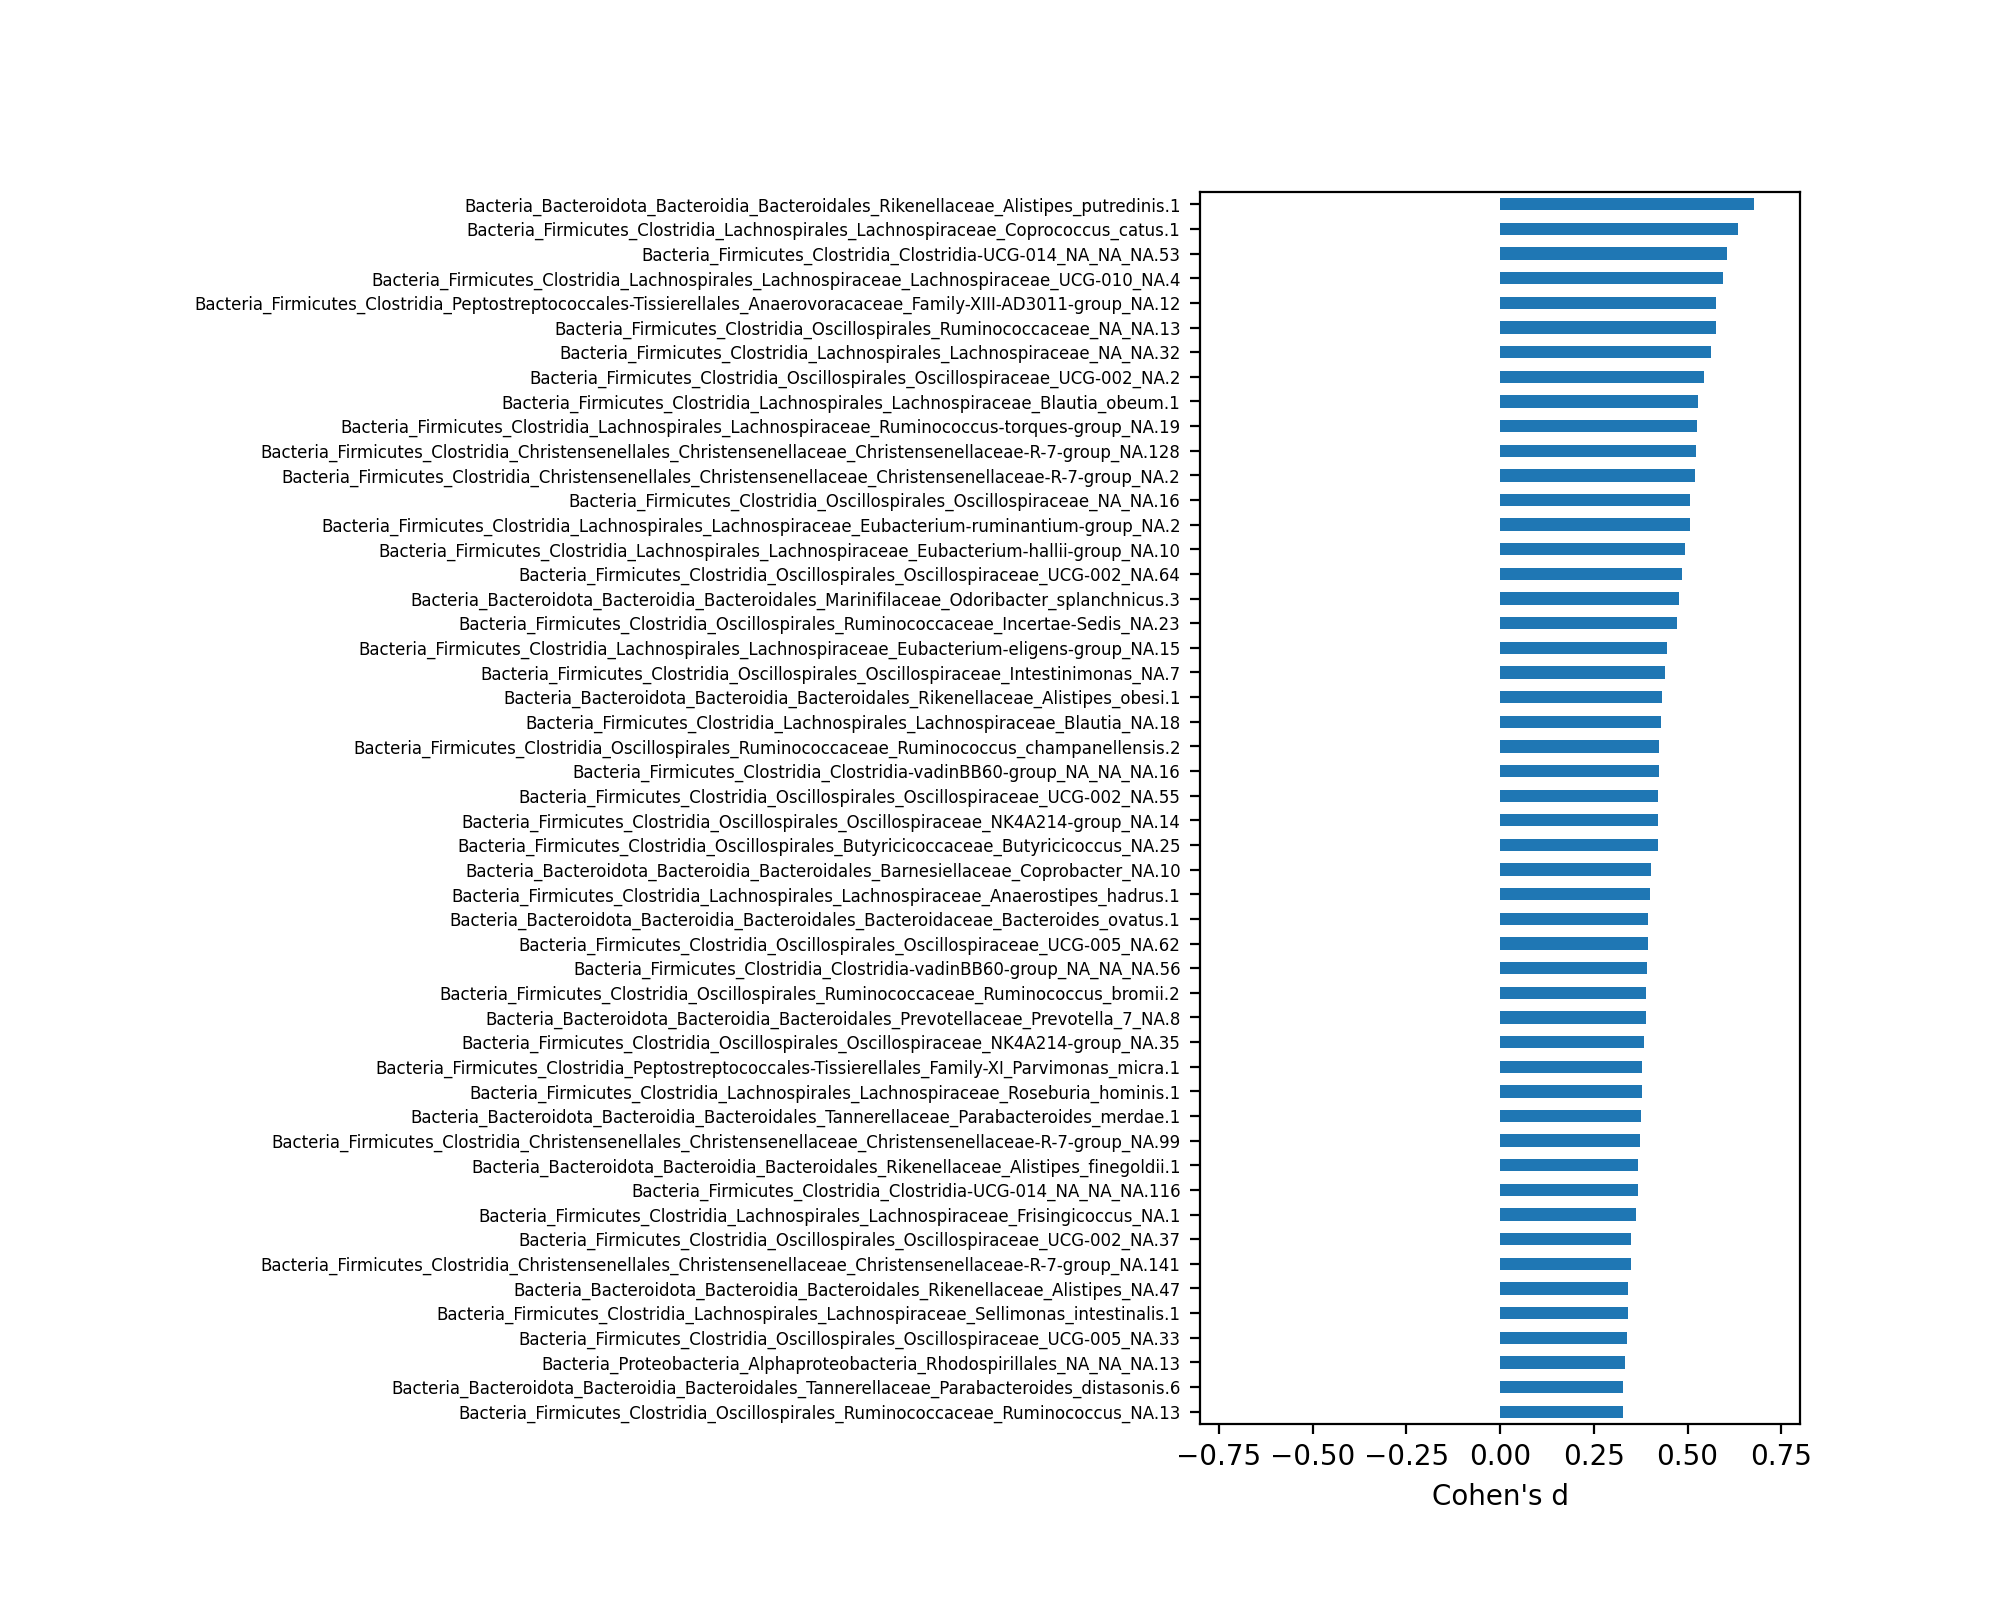 Bacteria_Bacteroidota_Bacteroidia_Bacteroidales_Rikenellaceae_Alistipes_putredinis.1
Bacteria_Firmicutes_Clostridia_Lachnospirales_Lachnospiraceae_Coprococcus_catus.1
Bacteria_Firmicutes_Clostridia_Clostridia-UCG-014_NA_NA_NA.53
Bacteria_Firmicutes_Clostridia_Lachnospirales_Lachnospiraceae_Lachnospiraceae_UCG-010_NA.4
Bacteria_Firmicutes_Clostridia_Peptostreptococcales-Tissierellales_Anaerovoracaceae_Family-XIII-AD3011-group_NA.12
Bacteria_Firmicutes_Clostridia_Oscillospirales_Ruminococcaceae_NA_NA.13
Bacteria_Firmicutes_Clostridia_Lachnospirales_Lachnospiraceae_NA_NA.32
Bacteria_Firmicutes_Clostridia_Oscillospirales_Oscillospiraceae_UCG-002_NA.2
Bacteria_Firmicutes_Clostridia_Lachnospirales_Lachnospiraceae_Blautia_obeum.1
Bacteria_Firmicutes_Clostridia_Lachnospirales_Lachnospiraceae_Ruminococcus-torques-group_NA.19
Bacteria_Firmicutes_Clostridia_Christensenellales_Christensenellaceae_Christensenellaceae-R-7-group_NA.128
Bacteria_Firmicutes_Clostridia_Christensenellales_Christensenellaceae_Christensenellaceae-R-7-group_NA.2
Bacteria_Firmicutes_Clostridia_Oscillospirales_Oscillospiraceae_NA_NA.16
Bacteria_Firmicutes_Clostridia_Lachnospirales_Lachnospiraceae_Eubacterium-ruminantium-group_NA.2
Bacteria_Firmicutes_Clostridia_Lachnospirales_Lachnospiraceae_Eubacterium-hallii-group_NA.10
Bacteria_Firmicutes_Clostridia_Oscillospirales_Oscillospiraceae_UCG-002_NA.64
Bacteria_Bacteroidota_Bacteroidia_Bacteroidales_Marinifilaceae_Odoribacter_splanchnicus.3
Bacteria_Firmicutes_Clostridia_Oscillospirales_Ruminococcaceae_Incertae-Sedis_NA.23
Bacteria_Firmicutes_Clostridia_Lachnospirales_Lachnospiraceae_Eubacterium-eligens-group_NA.15
Bacteria_Firmicutes_Clostridia_Oscillospirales_Oscillospiraceae_Intestinimonas_NA.7
Bacteria_Bacteroidota_Bacteroidia_Bacteroidales_Rikenellaceae_Alistipes_obesi.1
Bacteria_Firmicutes_Clostridia_Lachnospirales_Lachnospiraceae_Blautia_NA.18
Bacteria_Firmicutes_Clostridia_Oscillospirales_Ruminococcaceae_Ruminococcus_champanellensis.2
Bacteria_Firmicutes_Clostridia_Clostridia-vadinBB60-group_NA_NA_NA.16
Bacteria_Firmicutes_Clostridia_Oscillospirales_Oscillospiraceae_UCG-002_NA.55
Bacteria_Firmicutes_Clostridia_Oscillospirales_Oscillospiraceae_NK4A214-group_NA.14
Bacteria_Firmicutes_Clostridia_Oscillospirales_Butyricicoccaceae_Butyricicoccus_NA.25
Bacteria_Bacteroidota_Bacteroidia_Bacteroidales_Barnesiellaceae_Coprobacter_NA.10
Bacteria_Firmicutes_Clostridia_Lachnospirales_Lachnospiraceae_Anaerostipes_hadrus.1
Bacteria_Bacteroidota_Bacteroidia_Bacteroidales_Bacteroidaceae_Bacteroides_ovatus.1
Bacteria_Firmicutes_Clostridia_Oscillospirales_Oscillospiraceae_UCG-005_NA.62
Bacteria_Firmicutes_Clostridia_Clostridia-vadinBB60-group_NA_NA_NA.56
Bacteria_Firmicutes_Clostridia_Oscillospirales_Ruminococcaceae_Ruminococcus_bromii.2
Bacteria_Bacteroidota_Bacteroidia_Bacteroidales_Prevotellaceae_Prevotella_7_NA.8
Bacteria_Firmicutes_Clostridia_Oscillospirales_Oscillospiraceae_NK4A214-group_NA.35
Bacteria_Firmicutes_Clostridia_Peptostreptococcales-Tissierellales_Family-XI_Parvimonas_micra.1
Bacteria_Firmicutes_Clostridia_Lachnospirales_Lachnospiraceae_Roseburia_hominis.1
Bacteria_Bacteroidota_Bacteroidia_Bacteroidales_Tannerellaceae_Parabacteroides_merdae.1
Bacteria_Firmicutes_Clostridia_Christensenellales_Christensenellaceae_Christensenellaceae-R-7-group_NA.99
Bacteria_Bacteroidota_Bacteroidia_Bacteroidales_Rikenellaceae_Alistipes_finegoldii.1
Bacteria_Firmicutes_Clostridia_Clostridia-UCG-014_NA_NA_NA.116
Bacteria_Firmicutes_Clostridia_Lachnospirales_Lachnospiraceae_Frisingicoccus_NA.1
Bacteria_Firmicutes_Clostridia_Oscillospirales_Oscillospiraceae_UCG-002_NA.37
Bacteria_Firmicutes_Clostridia_Christensenellales_Christensenellaceae_Christensenellaceae-R-7-group_NA.141
Bacteria_Bacteroidota_Bacteroidia_Bacteroidales_Rikenellaceae_Alistipes_NA.47
Bacteria_Firmicutes_Clostridia_Lachnospirales_Lachnospiraceae_Sellimonas_intestinalis.1
Bacteria_Firmicutes_Clostridia_Oscillospirales_Oscillospiraceae_UCG-005_NA.33
Bacteria_Proteobacteria_Alphaproteobacteria_Rhodospirillales_NA_NA_NA.13
Bacteria_Bacteroidota_Bacteroidia_Bacteroidales_Tannerellaceae_Parabacteroides_distasonis.6
Bacteria_Firmicutes_Clostridia_Oscillospirales_Ruminococcaceae_Ruminococcus_NA.13
−0.75 −0.50 −0.25 0.00 0.25 0.50 0.75
Cohen's d